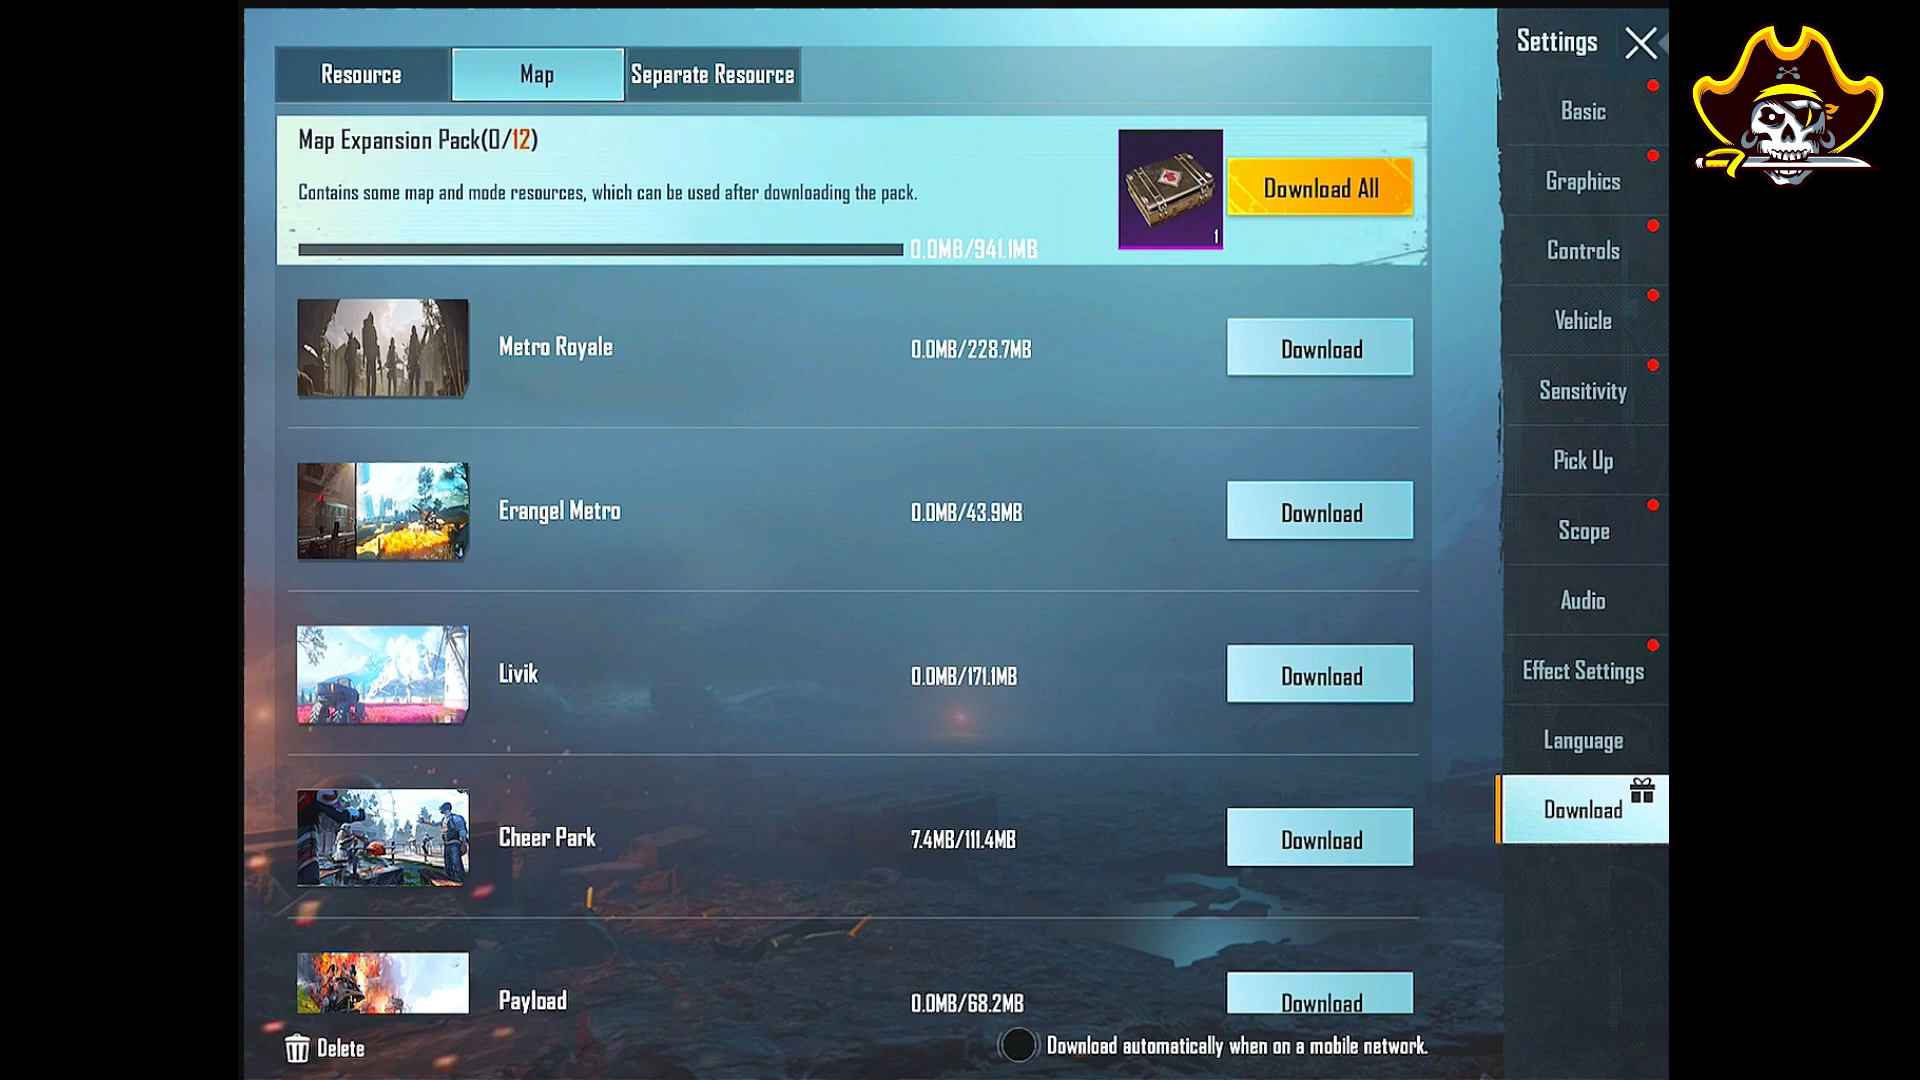 Resource
Map
Separate Resource
Settings
Map Expansion Pack(0/12)
Contains some map and mode resources, which can be used after downloading the pack.
1
Download All
0.0MB/941.1MB
Metro Royale
0.0MB/228.7MB
Download
Erangel Metro
0.0MB/43.9MB
Download
Livik
0.0MB/171.1MB
Download
Cheer Park
7.4MB/111.4MB
Download
Payload
0.0MB/68.2MB
Download
Delete
Download automatically when on a mobile network.
Basic
Graphics
Controls
Vehicle
Sensitivity
Pick Up
Scope
Audio
Effect Settings
Language
Download